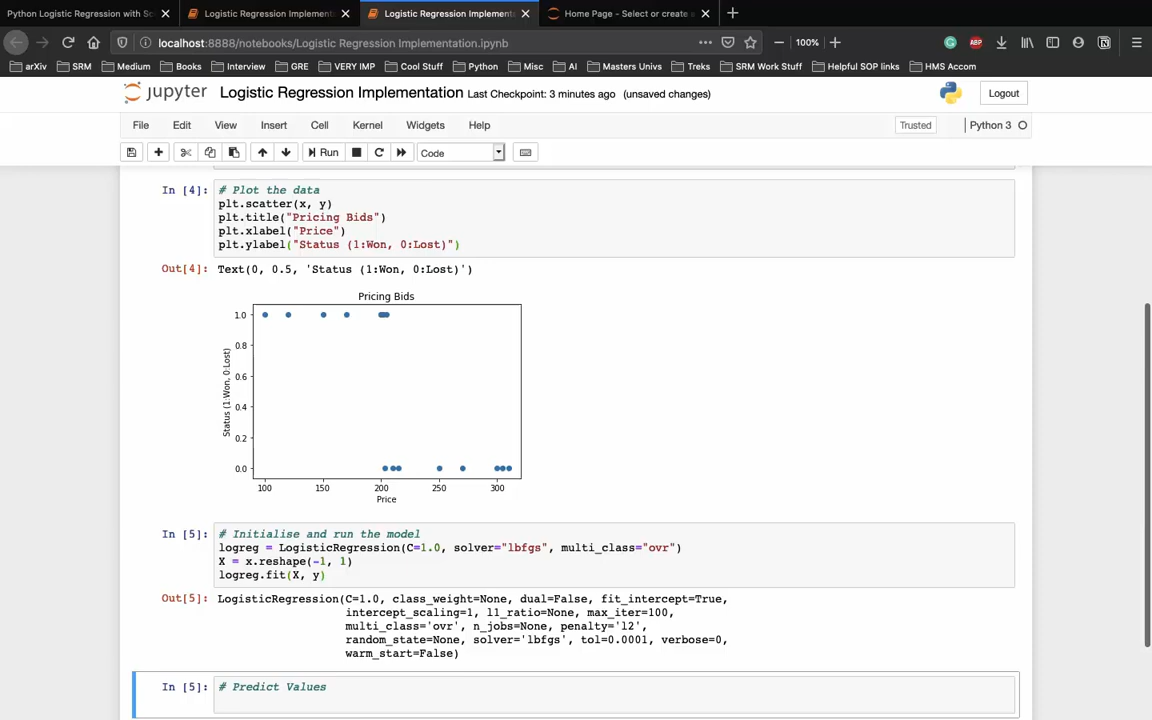 Python Logistic Regression with Sc
Logistic Regression Implementat
Logistic Regression Implement
Home Page - Select or create a
localhost:8888/notebooks/Logistic Regression Implementation.ipynb
100%
arXiv
SRM
Medium
Books
Interview
GRE
VERY IMP
Cool Stuff
Python
Misc
AI
Masters Univs
Treks
SRM Work Stuff
Helpful SOP links
HMS Accom
jupyter Logistic Regression Implementation Last Checkpoint: 3 minutes ago (unsaved changes)
Logout
File Edit View Insert Cell Kernel Widgets Help
Trusted
Python 3
Run
Code
In [4]: # Plot the data
plt.scatter(x, y)
plt.title("Pricing Bids")
plt.xlabel("Price")
plt.ylabel("Status (1:Won, 0:Lost)")
Out[4]: Text(0, 0.5, 'Status (1:Won, 0:Lost)')
Pricing Bids
1.0
0.8
0.6
0.4
0.2
0.0
Status (1:Won, 0:Lost)
100 150 200 250 300
Price
In [5]: # Initialise and run the model
logreg = LogisticRegression(C=1.0, solver="lbfgs", multi_class="ovr")
X = x.reshape(-1, 1)
logreg.fit(X, y)
Out[5]: LogisticRegression(C=1.0, class_weight=None, dual=False, fit_intercept=True,
intercept_scaling=1, l1_ratio=None, max_iter=100,
multi_class='ovr', n_jobs=None, penalty='l2',
random_state=None, solver='lbfgs', tol=0.0001, verbose=0,
warm_start=False)
In [5]: # Predict Values